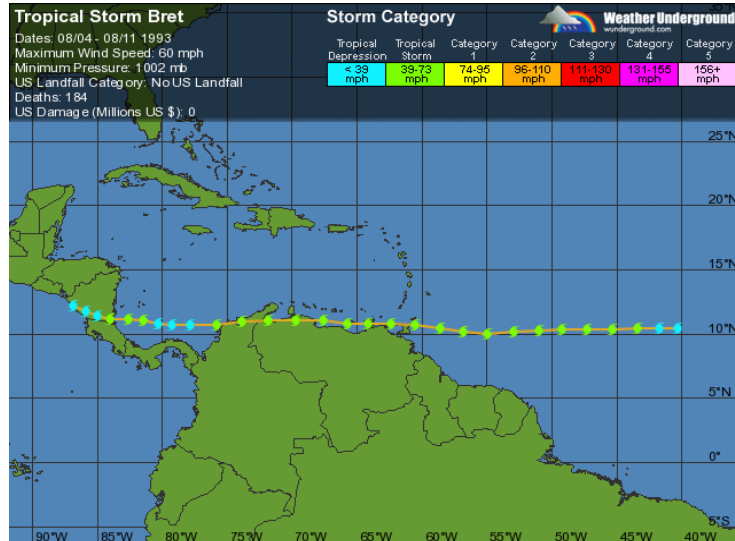 Tropical Storm Bret
Dates: 08/04 - 08/11 1993
Maximum Wind Speed: 60 mph
Minimum Pressure: 1002 mb
US Landfall Category: No US Landfall
Deaths: 184
US Damage (Millions US $): 0
Storm Category
Weather Underground
wunderground.com
Tropical Depression
< 39 mph
Tropical Storm
39-73 mph
Category 1
74-95 mph
Category 2
96-110 mph
Category 3
111-130 mph
Category 4
131-155 mph
Category 5
156+ mph
25°N
20°N
15°N
10°N
5°N
0°
5°S
90°W 85°W 80°W 75°W 70°W 65°W 60°W 55°W 50°W 45°W 40°W